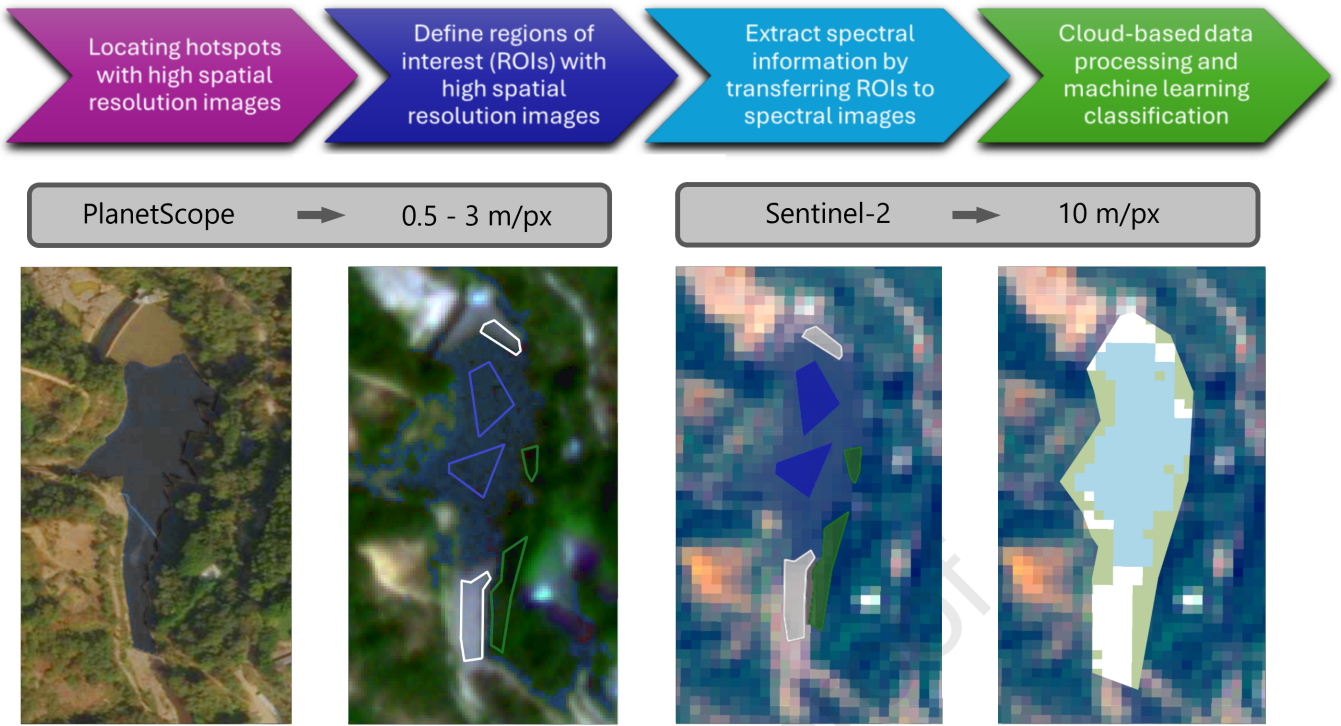 Locating hotspots
with high spatial
resolution images
Define regions of
interest (ROIs) with
high spatial
resolution images
Extract spectral
information by
transferring ROIs to
spectral images
Cloud-based data
processing and
machine learning
classification
PlanetScope → 0.5 - 3 m/px
Sentinel-2 → 10 m/px